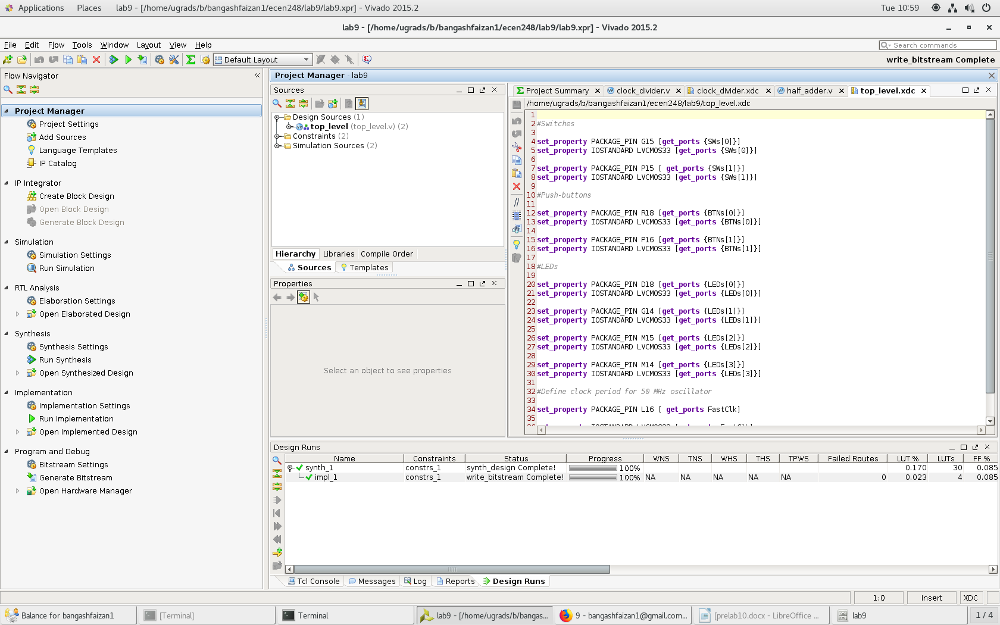 Applications Places lab9 - [/home/ugrads/b/bangashfaizan1/ecen248/lab9/lab9.xpr] - Vivado 2015.2 Tue 10:59
lab9 - [/home/ugrads/b/bangashfaizan1/ecen248/lab9/lab9.xpr] - Vivado 2015.2
File Edit Flow Tools Window Layout View Help Search commands
Default Layout write_bitstream Complete
Flow Navigator
Project Manager
Project Settings
Add Sources
Language Templates
IP Catalog
IP Integrator
Create Block Design
Open Block Design
Generate Block Design
Simulation
Simulation Settings
Run Simulation
RTL Analysis
Elaboration Settings
Open Elaborated Design
Synthesis
Synthesis Settings
Run Synthesis
Open Synthesized Design
Implementation
Implementation Settings
Run Implementation
Open Implemented Design
Program and Debug
Bitstream Settings
Generate Bitstream
Open Hardware Manager
Project Manager - lab9
Sources
Design Sources (1)
top_level (top_level.v) (2)
Constraints (2)
Simulation Sources (2)
Hierarchy Libraries Compile Order
Sources Templates
Properties
Select an object to see properties
Project Summary clock_divider.v clock_divider.xdc half_adder.v top_level.xdc
/home/ugrads/b/bangashfaizan1/ecen248/lab9/top_level.xdc
1
2 #Switches
3
4 set_property PACKAGE_PIN G15 [get_ports {SWs[0]}]
5 set_property IOSTANDARD LVCMOS33 [get_ports {SWs[0]}]
6
7 set_property PACKAGE_PIN P15 [ get_ports {SWs[1]}]
8 set_property IOSTANDARD LVCMOS33 [get_ports {SWs[1]}]
9
10 #Push-buttons
11
12 set_property PACKAGE_PIN R18 [get_ports {BTNs[0]}]
13 set_property IOSTANDARD LVCMOS33 [get_ports {BTNs[0]}]
14
15 set_property PACKAGE_PIN P16 [get_ports {BTNs[1]}]
16 set_property IOSTANDARD LVCMOS33 [get_ports {BTNs[1]}]
17
18 #LEDs
19
20 set_property PACKAGE_PIN D18 [get_ports {LEDs[0]}]
21 set_property IOSTANDARD LVCMOS33 [get_ports {LEDs[0]}]
22
23 set_property PACKAGE_PIN G14 [get_ports {LEDs[1]}]
24 set_property IOSTANDARD LVCMOS33 [get_ports {LEDs[1]}]
25
26 set_property PACKAGE_PIN M15 [get_ports {LEDs[2]}]
27 set_property IOSTANDARD LVCMOS33 [get_ports {LEDs[2]}]
28
29 set_property PACKAGE_PIN M14 [get_ports {LEDs[3]}]
30 set_property IOSTANDARD LVCMOS33 [get_ports {LEDs[3]}]
31
32 #Define clock period for 50 MHz oscillator
33
34 set_property PACKAGE_PIN L16 [ get_ports FastClk]
35
Design Runs
Name Constraints Status Progress WNS TNS WHS THS TPWS Failed Routes LUT % LUTs FF %
synth_1 constrs_1 synth_design Complete! 100% 0.170 30 0.085
impl_1 constrs_1 write_bitstream Complete! 100% NA NA NA NA NA 0 0.023 4 0.085
Tcl Console Messages Log Reports Design Runs
1:0 Insert XDC
Balance for bangashfaizan1 [Terminal] Terminal lab9 - [/home/ugrads/b/bangas... 9 - bangashfaizan1@gmail.com... [prelab10.docx - LibreOffice ... lab9 1 / 4